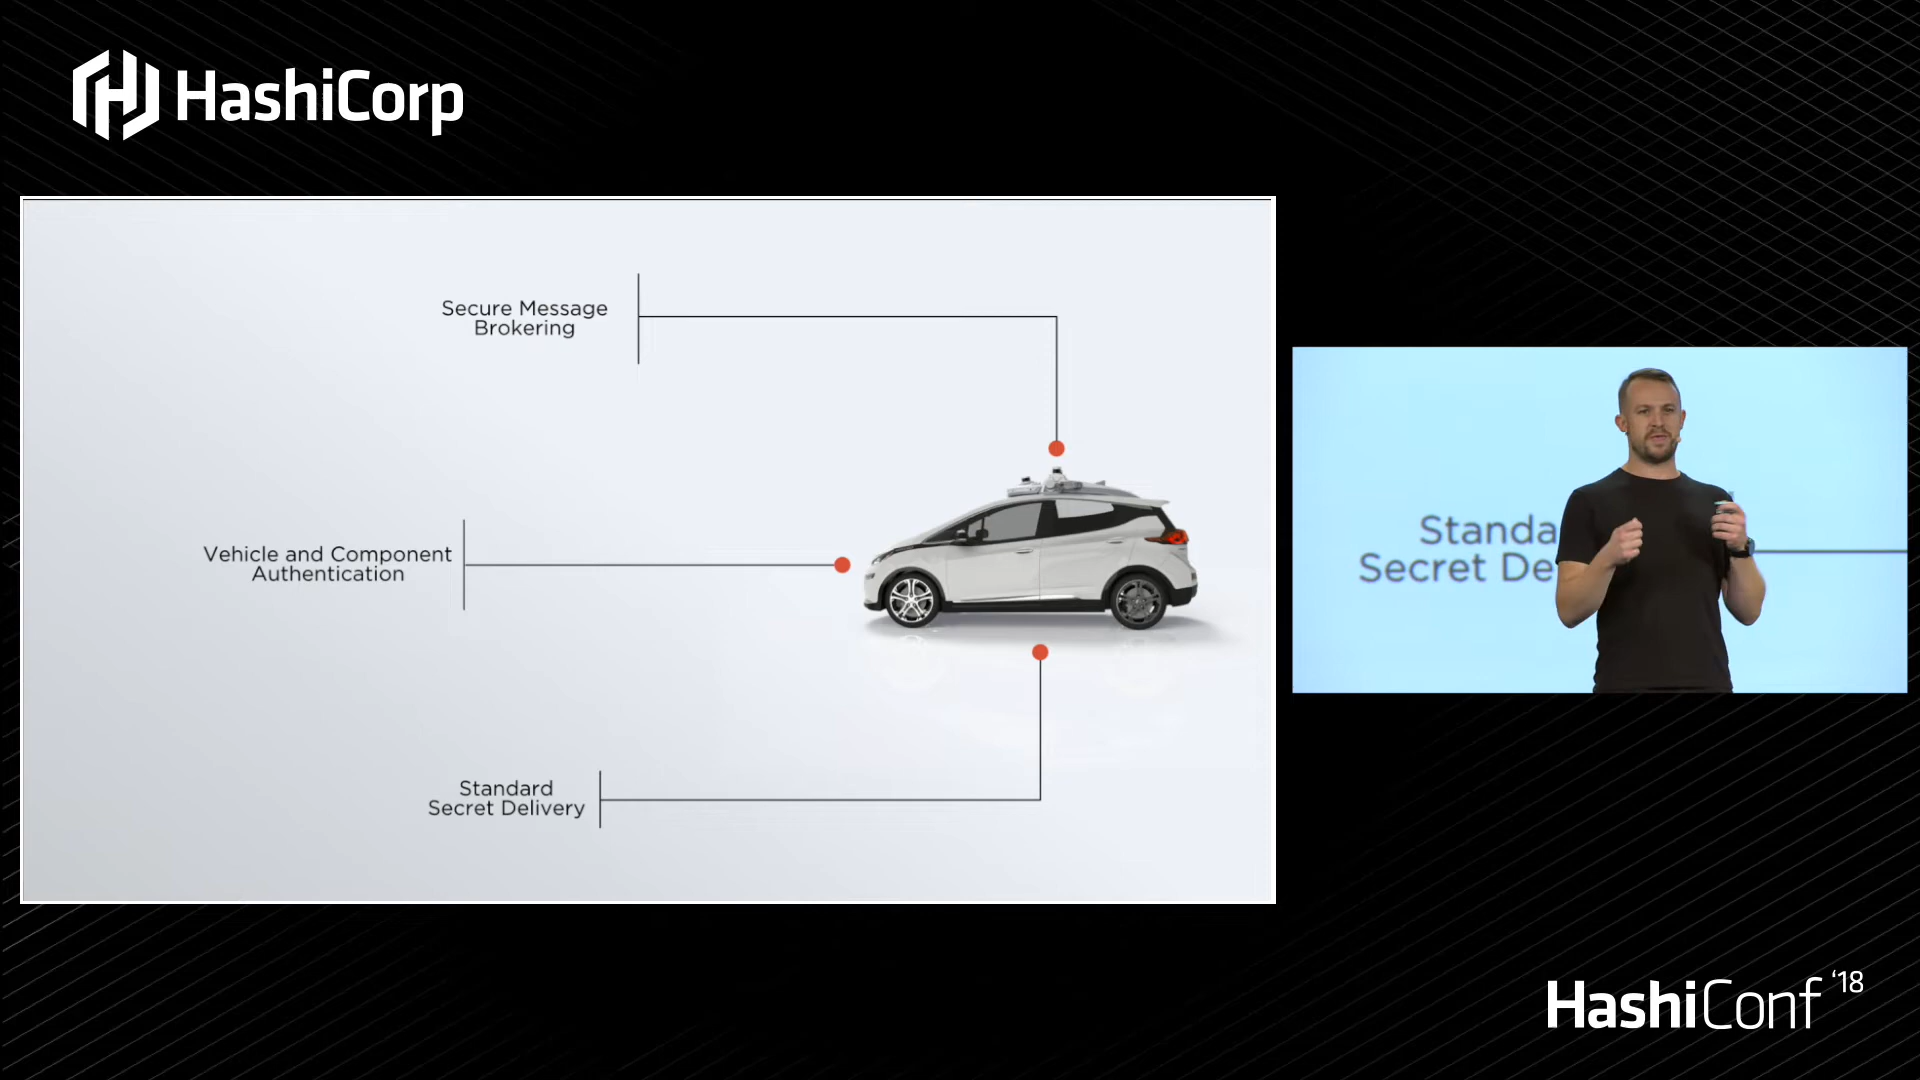 HashiCorp
Secure Message
Brokering
Vehicle and Component
Authentication
Standard
Secret Delivery
Standa
Secret De
HashiConf '18